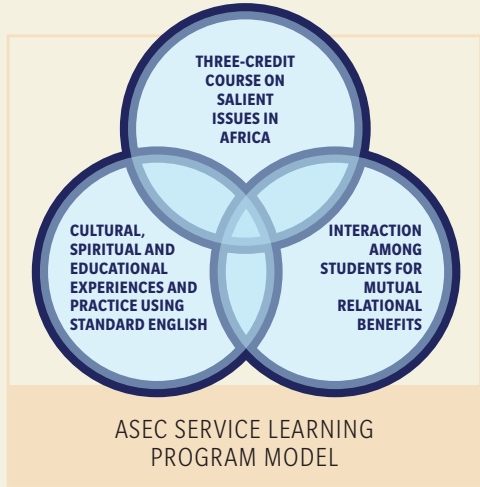 THREE-CREDIT
COURSE ON
SALIENT
ISSUES IN
AFRICA
CULTURAL,
SPIRITUAL AND
EDUCATIONAL
EXPERIENCES AND
PRACTICE USING
STANDARD ENGLISH
INTERACTION
AMONG
STUDENTS FOR
MUTUAL
RELATIONAL
BENEFITS
ASEC SERVICE LEARNING
PROGRAM MODEL